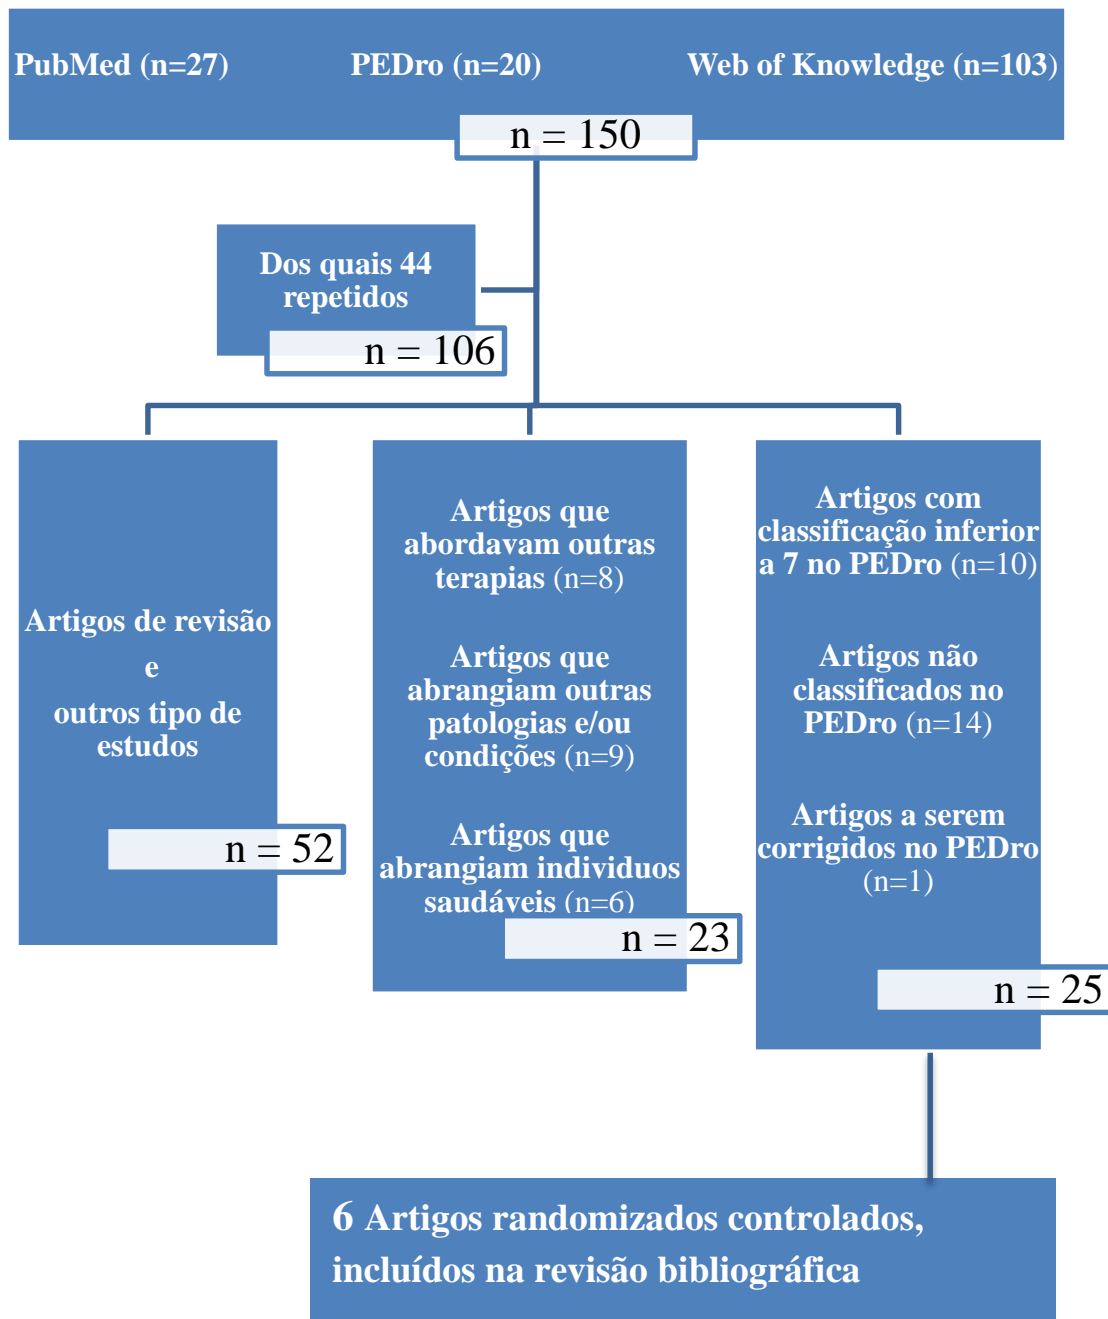 PubMed (n=27) PEDro (n=20) Web of Knowledge (n=103)
n = 150
Dos quais 44
repetidos
n = 106
Artigos de revisão
e
outros tipo de
estudos
n = 52
Artigos que
abordavam outras
terapias (n=8)
Artigos que
abrangiam outras
patologias e/ou
condições (n=9)
Artigos que
abrangiam individuos
saudáveis (n=6)
n = 23
Artigos com
classificação inferior
a 7 no PEDro (n=10)
Artigos não
classificados no
PEDro (n=14)
Artigos a serem
corrigidos no PEDro
(n=1)
n = 25
6 Artigos randomizados controlados,
incluídos na revisão bibliográfica